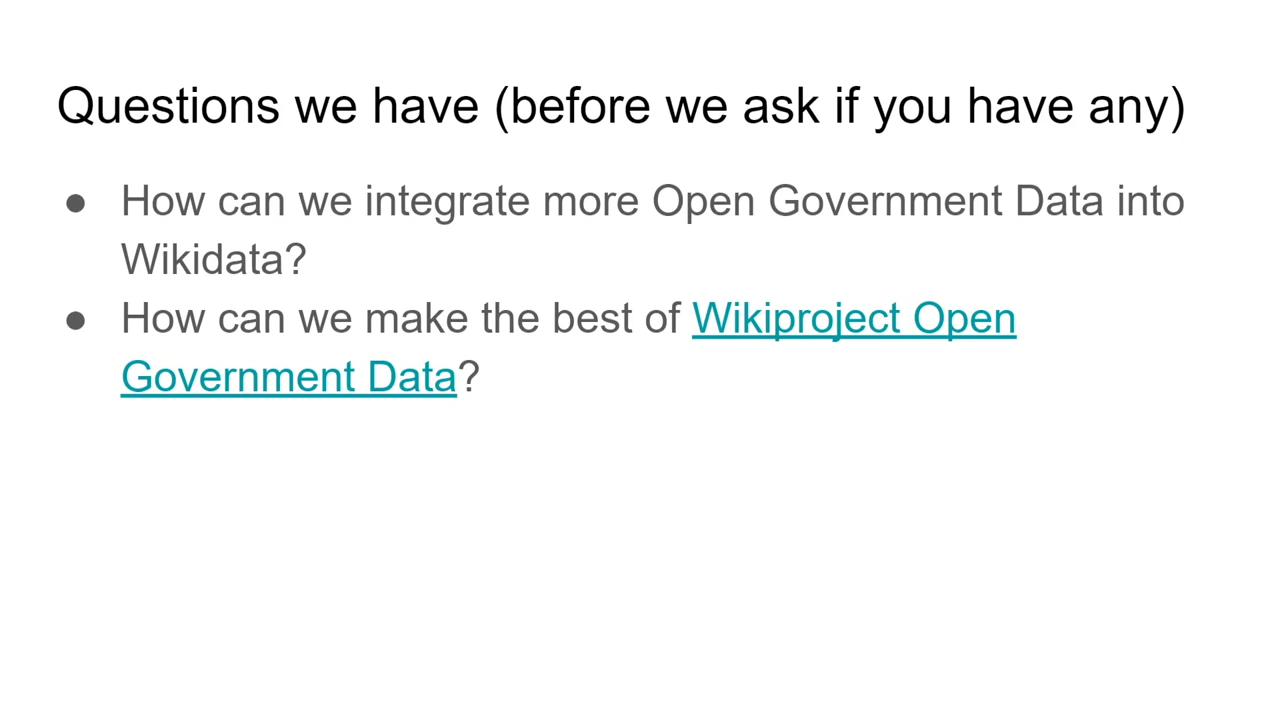 Questions we have (before we ask if you have any)
● How can we integrate more Open Government Data into
Wikidata?
● How can we make the best of Wikiproject Open
Government Data?